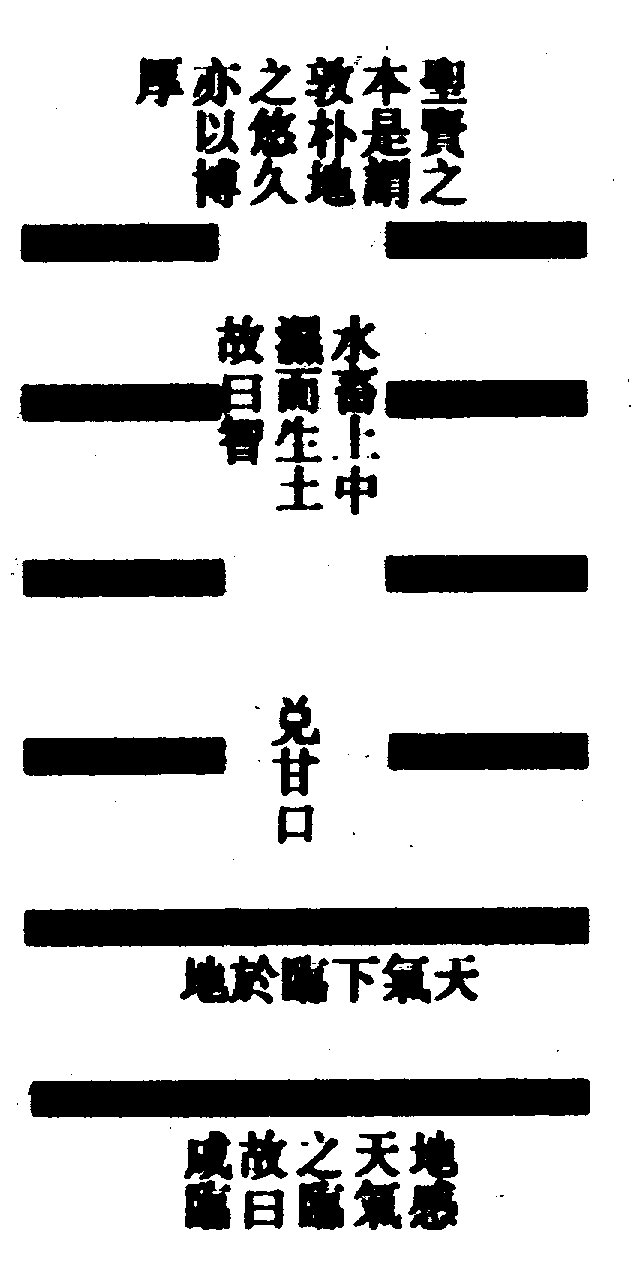 聖賢之
本是謂
敦朴地
之悠久
亦以博
厚
水畜上中
濕而生土
故曰智
兌甘口
天氣下臨於地
地感
天氣
之臨
故曰
咸臨